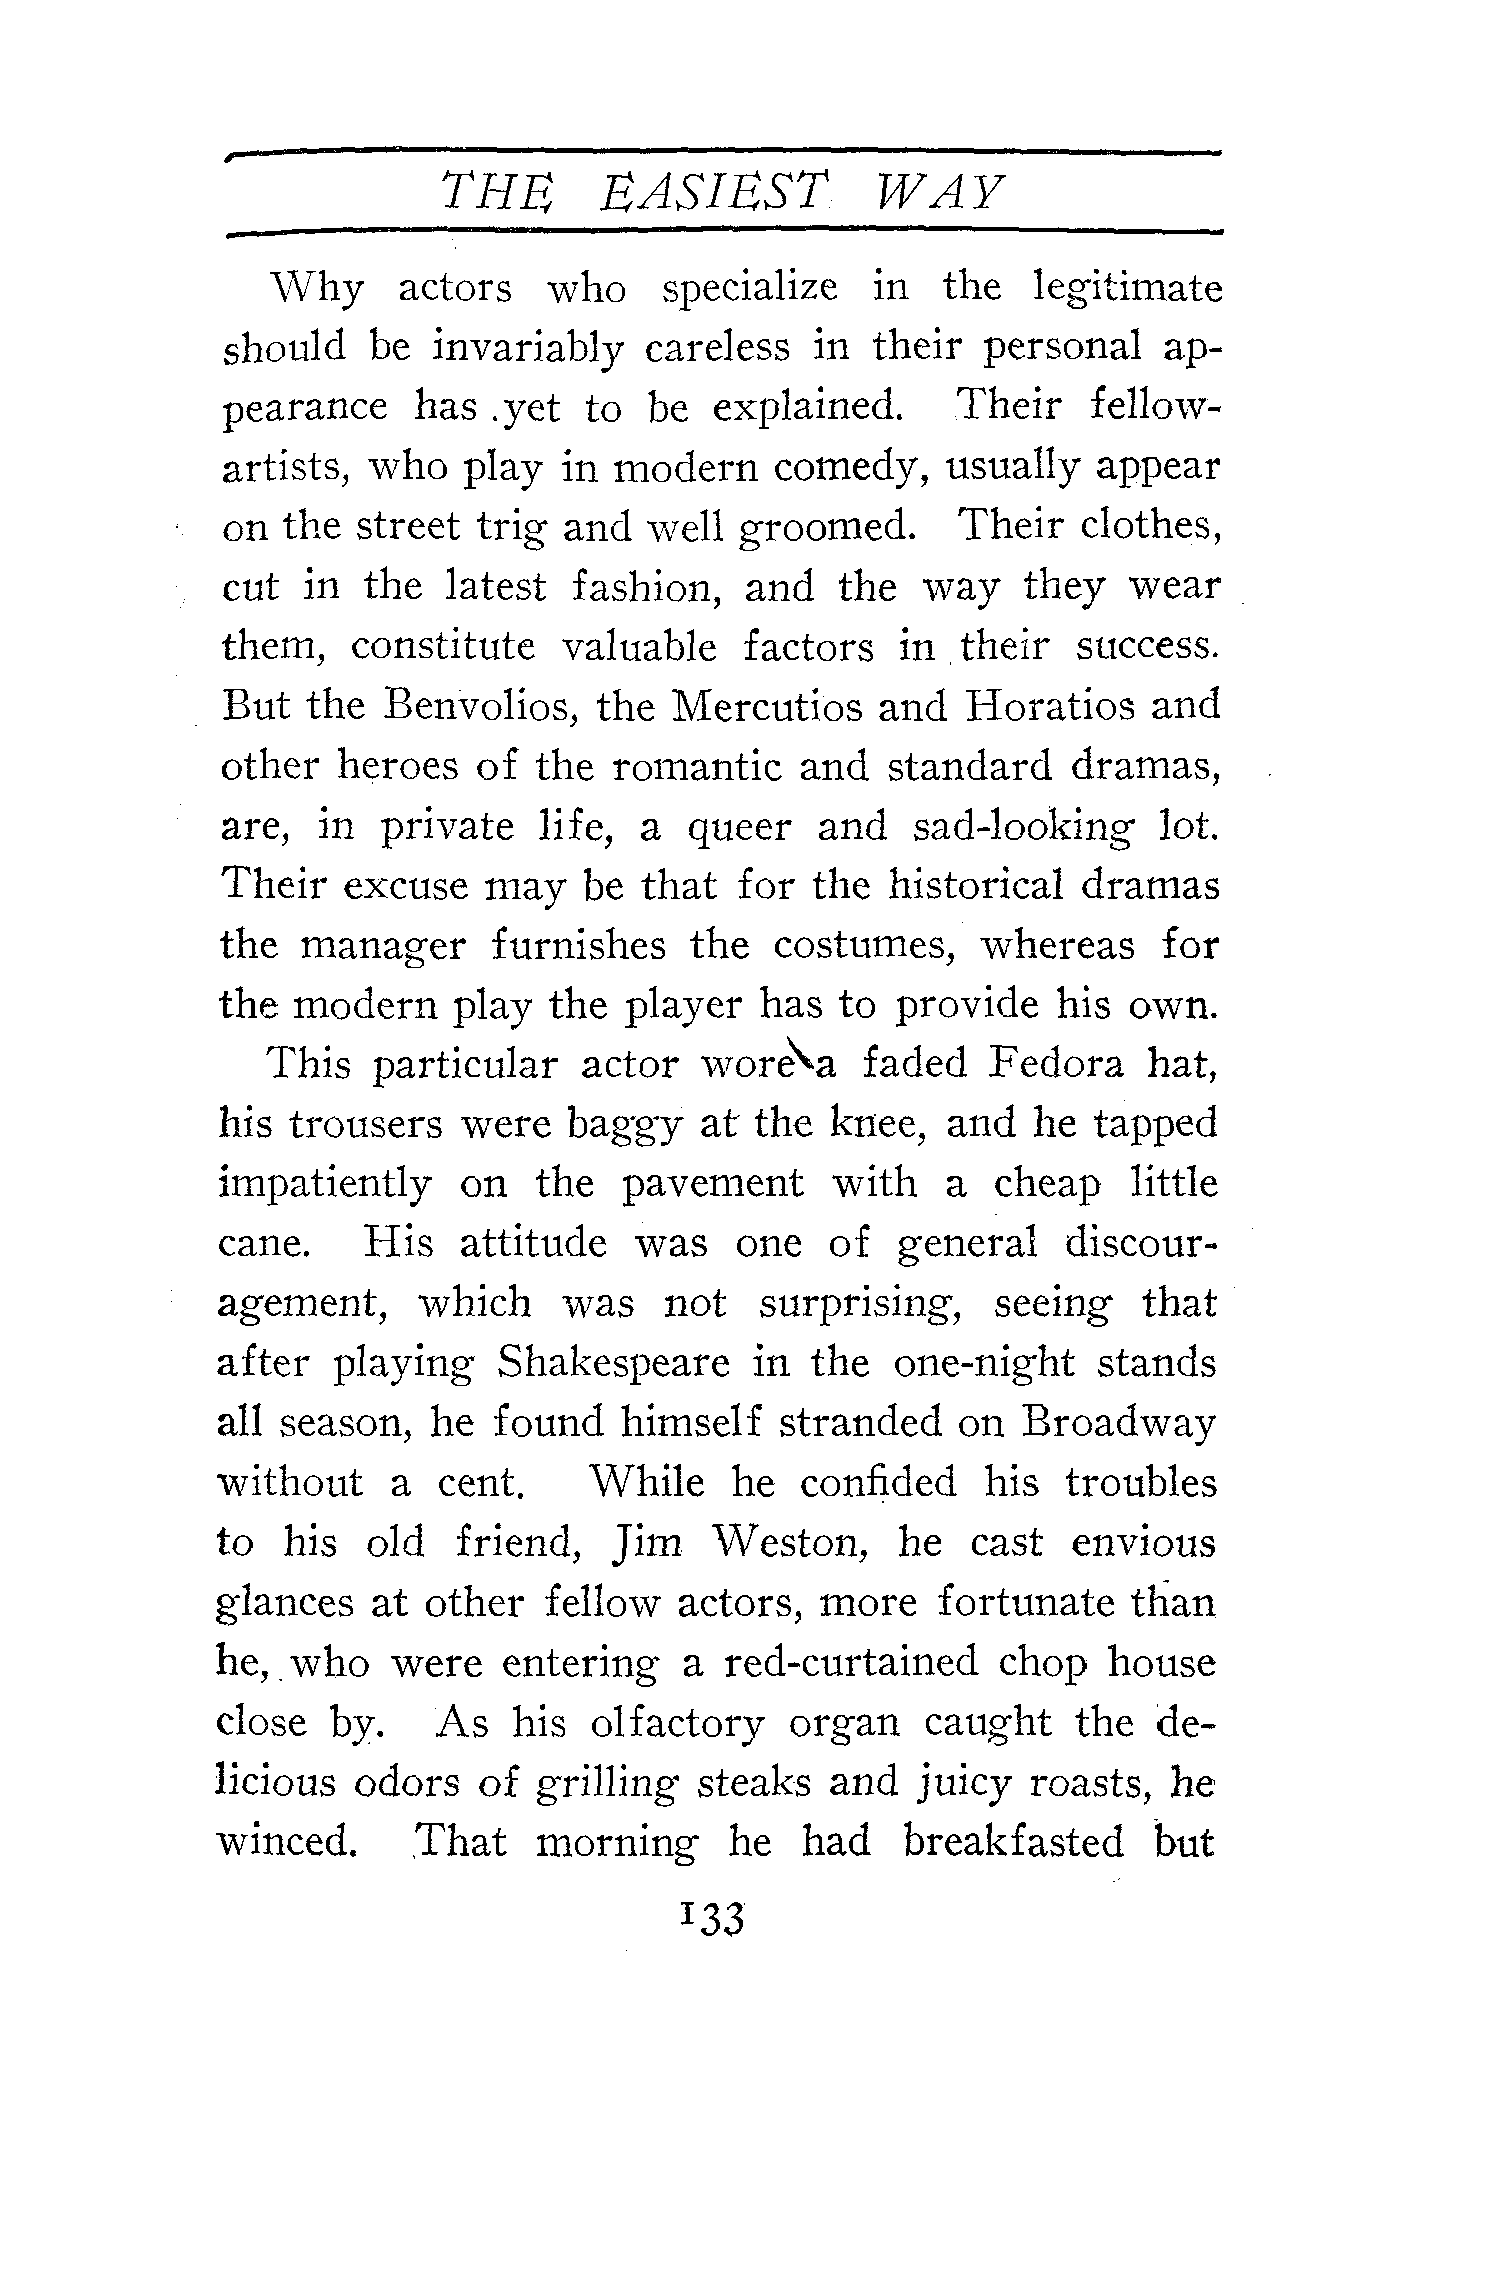 THE EASIEST WAY
Why actors who specialize in the legitimate
should be invariably careless in their personal ap-
pearance has yet to be explained. Their fellow-
artists, who play in modern comedy, usually appear
on the street trig and well groomed. Their clothes,
cut in the latest fashion, and the way they wear
them, constitute valuable factors in their success.
But the Benvolios, the Mercutios and Horatios and
other heroes of the romantic and standard dramas,
are, in private life, a queer and sad-looking lot.
Their excuse may be that for the historical dramas
the manager furnishes the costumes, whereas for
the modern play the player has to provide his own.
This particular actor wore a faded Fedora hat,
his trousers were baggy at the knee, and he tapped
impatiently on the pavement with a cheap little
cane. His attitude was one of general discour-
agement, which was not surprising, seeing that
after playing Shakespeare in the one-night stands
all season, he found himself stranded on Broadway
without a cent. While he confided his troubles
to his old friend, Jim Weston, he cast envious
glances at other fellow actors, more fortunate than
he, who were entering a red-curtained chop house
close by. As his olfactory organ caught the de-
licious odors of grilling steaks and juicy roasts, he
winced. That morning he had breakfasted but
133